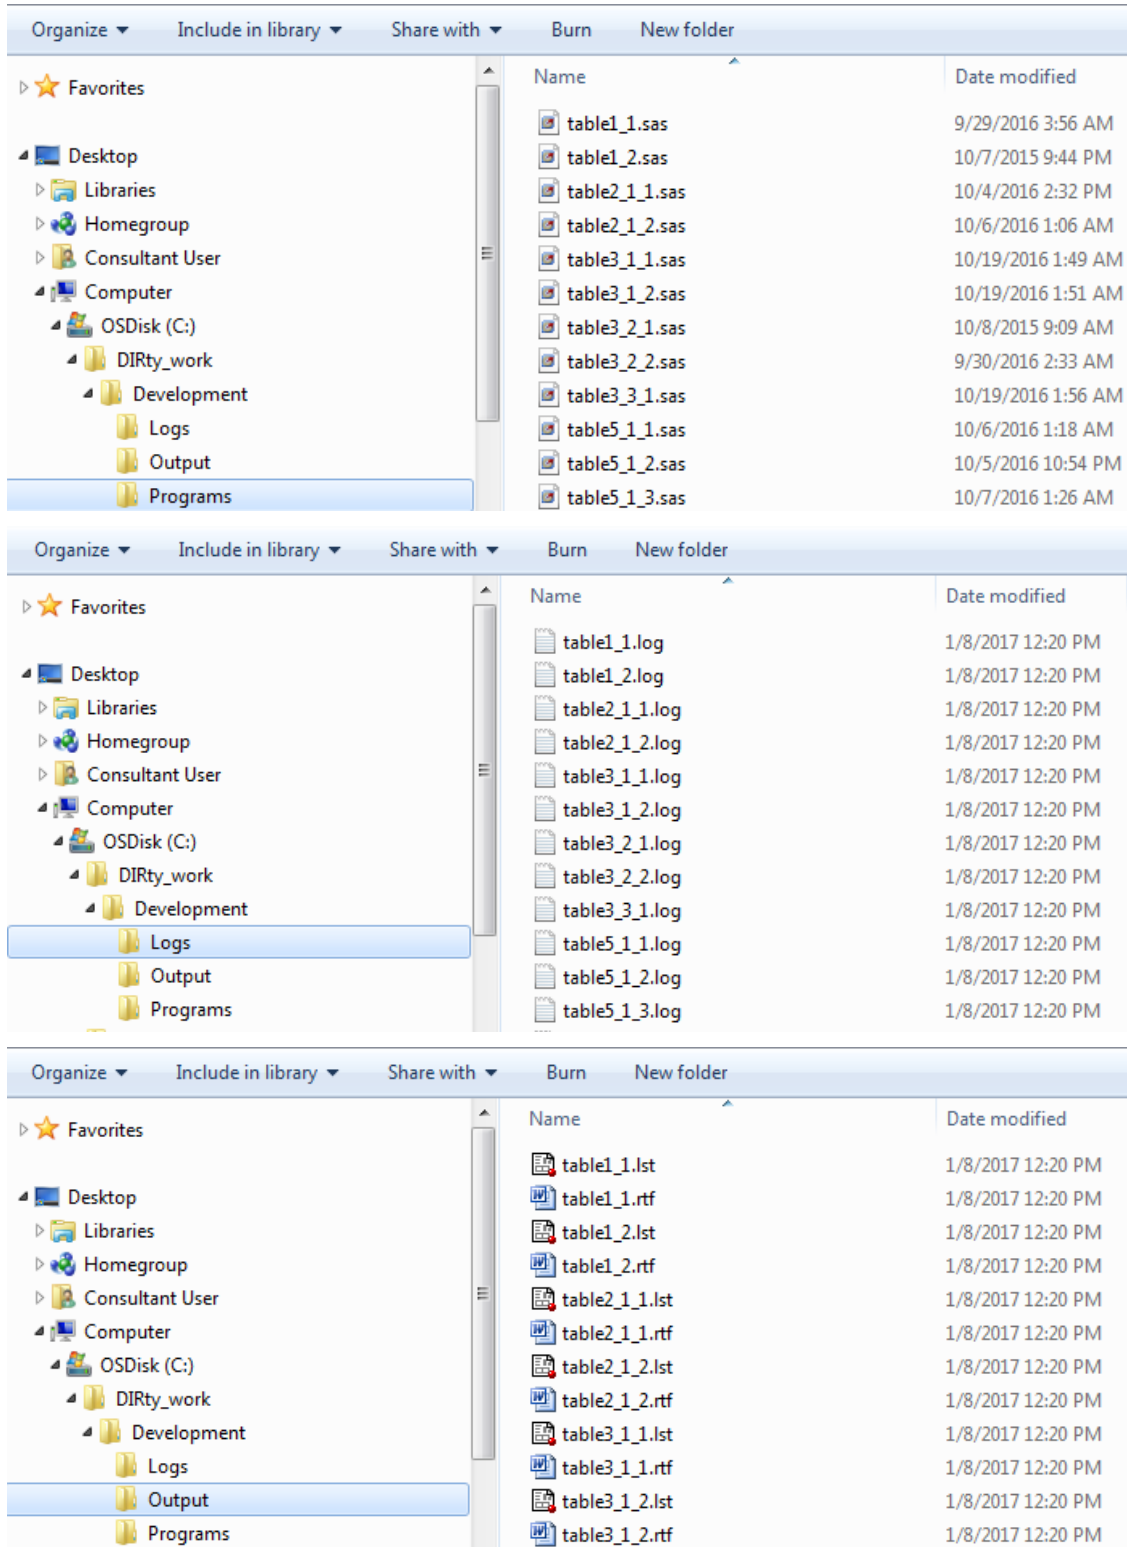 Organize Include in library Share with Burn New folder
Favorites
Desktop
Libraries
Homegroup
Consultant User
Computer
OSDisk (C:)
DIRty_work
Development
Logs
Output
Programs
Name Date modified
table1_1.sas 9/29/2016 3:56 AM
table1_2.sas 10/7/2015 9:44 PM
table2_1_1.sas 10/4/2016 2:32 PM
table2_1_2.sas 10/6/2016 1:06 AM
table3_1_1.sas 10/19/2016 1:49 AM
table3_1_2.sas 10/19/2016 1:51 AM
table3_2_1.sas 10/8/2015 9:09 AM
table3_2_2.sas 9/30/2016 2:33 AM
table3_3_1.sas 10/19/2016 1:56 AM
table5_1_1.sas 10/6/2016 1:18 AM
table5_1_2.sas 10/5/2016 10:54 PM
table5_1_3.sas 10/7/2016 1:26 AM
Organize Include in library Share with Burn New folder
Favorites
Desktop
Libraries
Homegroup
Consultant User
Computer
OSDisk (C:)
DIRty_work
Development
Logs
Output
Programs
Name Date modified
table1_1.log 1/8/2017 12:20 PM
table1_2.log 1/8/2017 12:20 PM
table2_1_1.log 1/8/2017 12:20 PM
table2_1_2.log 1/8/2017 12:20 PM
table3_1_1.log 1/8/2017 12:20 PM
table3_1_2.log 1/8/2017 12:20 PM
table3_2_1.log 1/8/2017 12:20 PM
table3_2_2.log 1/8/2017 12:20 PM
table3_3_1.log 1/8/2017 12:20 PM
table5_1_1.log 1/8/2017 12:20 PM
table5_1_2.log 1/8/2017 12:20 PM
table5_1_3.log 1/8/2017 12:20 PM
Organize Include in library Share with Burn New folder
Favorites
Desktop
Libraries
Homegroup
Consultant User
Computer
OSDisk (C:)
DIRty_work
Development
Logs
Output
Programs
Name Date modified
table1_1.lst 1/8/2017 12:20 PM
table1_1.rtf 1/8/2017 12:20 PM
table1_2.lst 1/8/2017 12:20 PM
table1_2.rtf 1/8/2017 12:20 PM
table2_1_1.lst 1/8/2017 12:20 PM
table2_1_1.rtf 1/8/2017 12:20 PM
table2_1_2.lst 1/8/2017 12:20 PM
table2_1_2.rtf 1/8/2017 12:20 PM
table3_1_1.lst 1/8/2017 12:20 PM
table3_1_1.rtf 1/8/2017 12:20 PM
table3_1_2.lst 1/8/2017 12:20 PM
table3_1_2.rtf 1/8/2017 12:20 PM